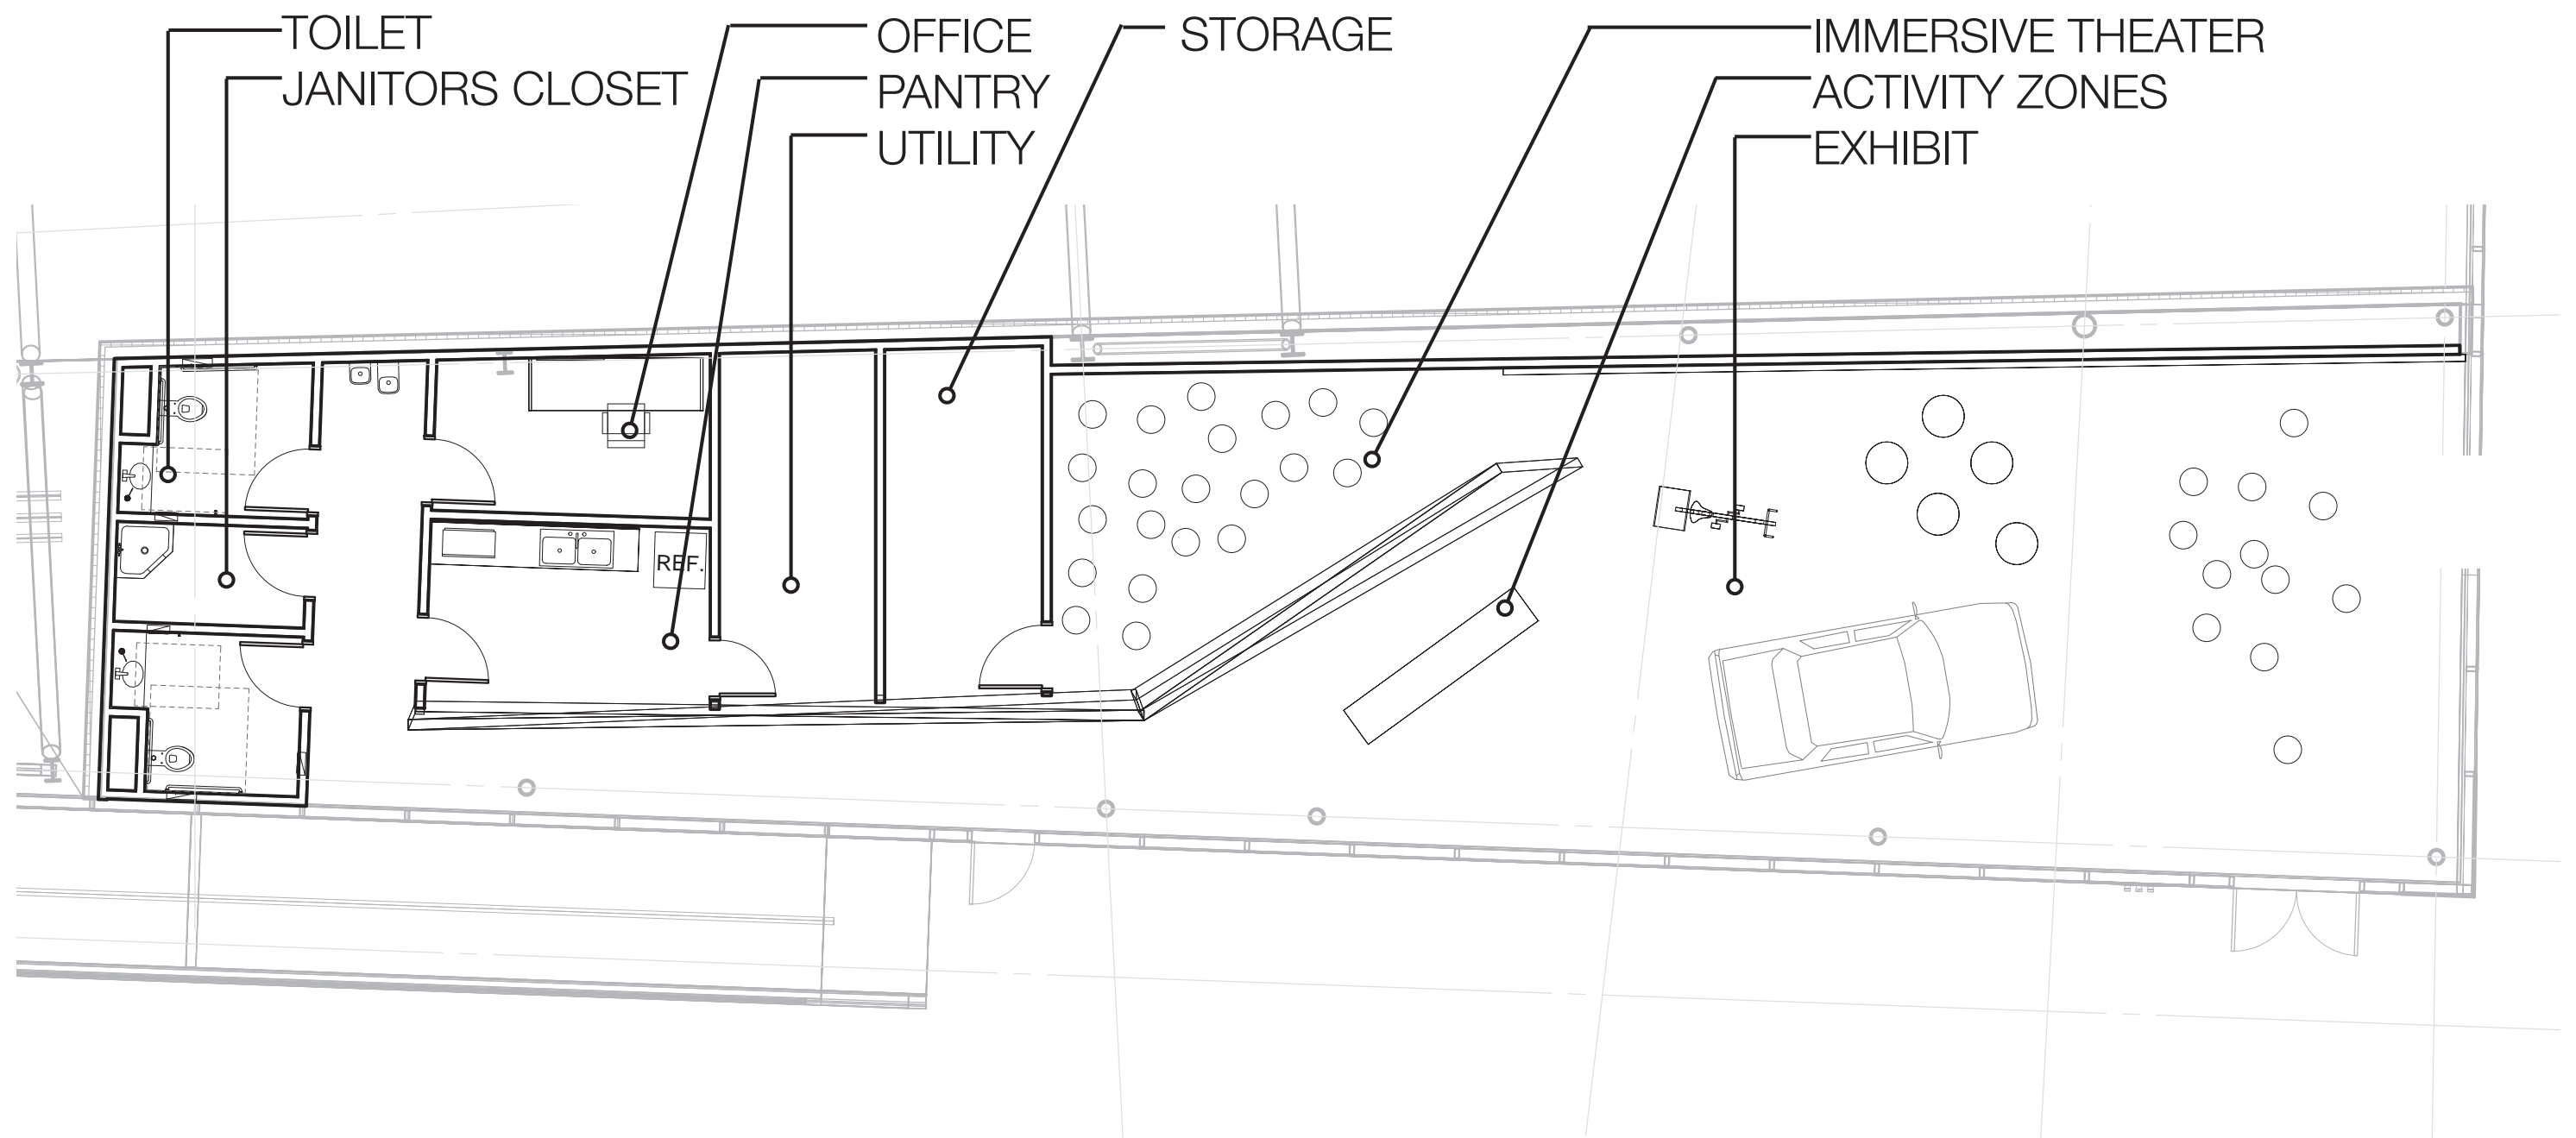 TOILET
JANITORS CLOSET
OFFICE
PANTRY
UTILITY
STORAGE
IMMERSIVE THEATER
ACTIVITY ZONES
EXHIBIT
REF.